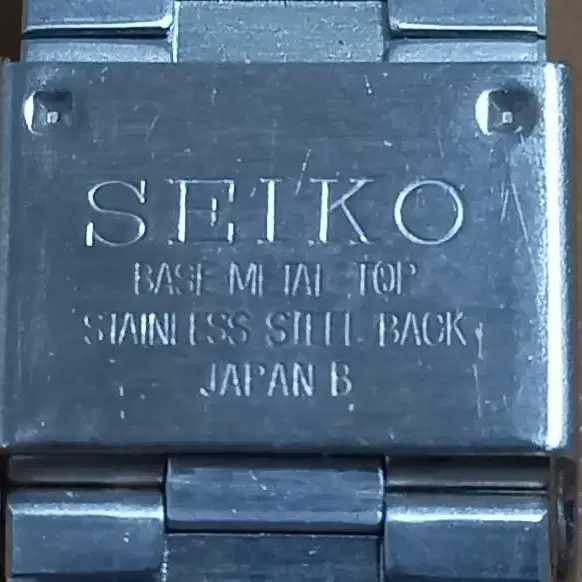 SEIKO
BASE METAL TOP
STAINLESS STEEL BACK
JAPAN B